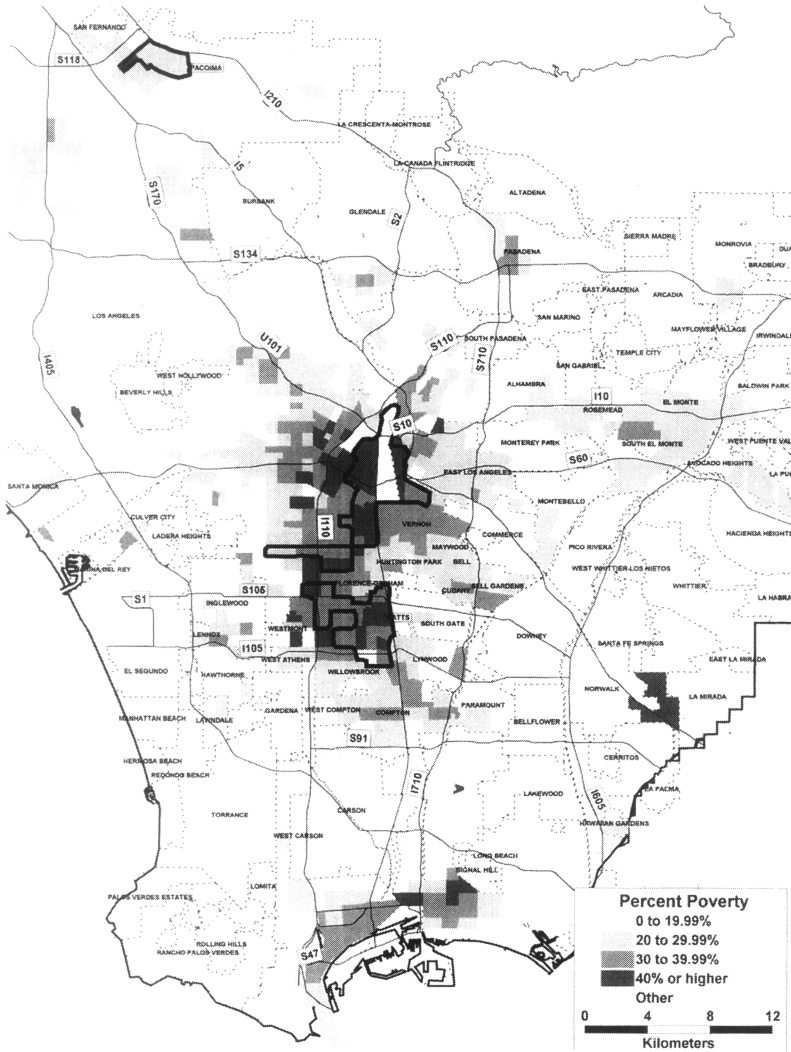 SAN FERNANDO
S118
PACOIMA
I210
LA CRESCENTA-MONTROSE
LA CANADA FLINTRIDGE
I5
S170
ALTADENA
BURBANK
GLENDALE
S2
SIERRA MADRE
MONROVIA
BRADBURY
S134
PASADENA
EAST PASADENA
ARCADIA
LOS ANGELES
SAN MARINO
MAYFLOWER VILLAGE
U101
S110
SOUTH PASADENA
S710
TEMPLE CITY
I405
WEST HOLLYWOOD
SAN GABRIEL
BEVERLY HILLS
ALHAMBRA
I10
EL MONTE
BALDWIN PARK
ROSEMEAD
S10
MONTEREY PARK
SOUTH EL MONTE
EAST LOS ANGELES
S60
AVOCADO HEIGHTS
SANTA MONICA
MONTEBELLO
CULVER CITY
I110
VERNON
LADERA HEIGHTS
COMMERCE
HACIENDA HEIGHTS
MAYWOOD
PICO RIVERA
HUNTINGTON PARK
BELL
WEST WHITTIER-LOS NIETOS
BELL GARDENS
WHITTIER
S105
CUDAHY
S1
INGLEWOOD
SOUTH GATE
LENNOX
WESTMONT
DOWNEY
SANTA FE SPRINGS
I105
WEST ATHENS
LYNWOOD
EAST LA MIRADA
EL SEGUNDO
HAWTHORNE
WILLOWBROOK
NORWALK
LA MIRADA
GARDENA
WEST COMPTON
COMPTON
PARAMOUNT
MANHATTAN BEACH
LAWNDALE
BELLFLOWER
S91
HERMOSA BEACH
CERRITOS
REDONDO BEACH
I710
LAKEWOOD
I605
LA PALMA
TORRANCE
CARSON
HAWAIIAN GARDENS
WEST CARSON
LONG BEACH
SIGNAL HILL
LOMITA
PALOS VERDES ESTATES
ROLLING HILLS
RANCHO PALOS VERDES
S47
Percent Poverty
0 to 19.99%
20 to 29.99%
30 to 39.99%
40% or higher
Other
0 4 8 12
Kilometers